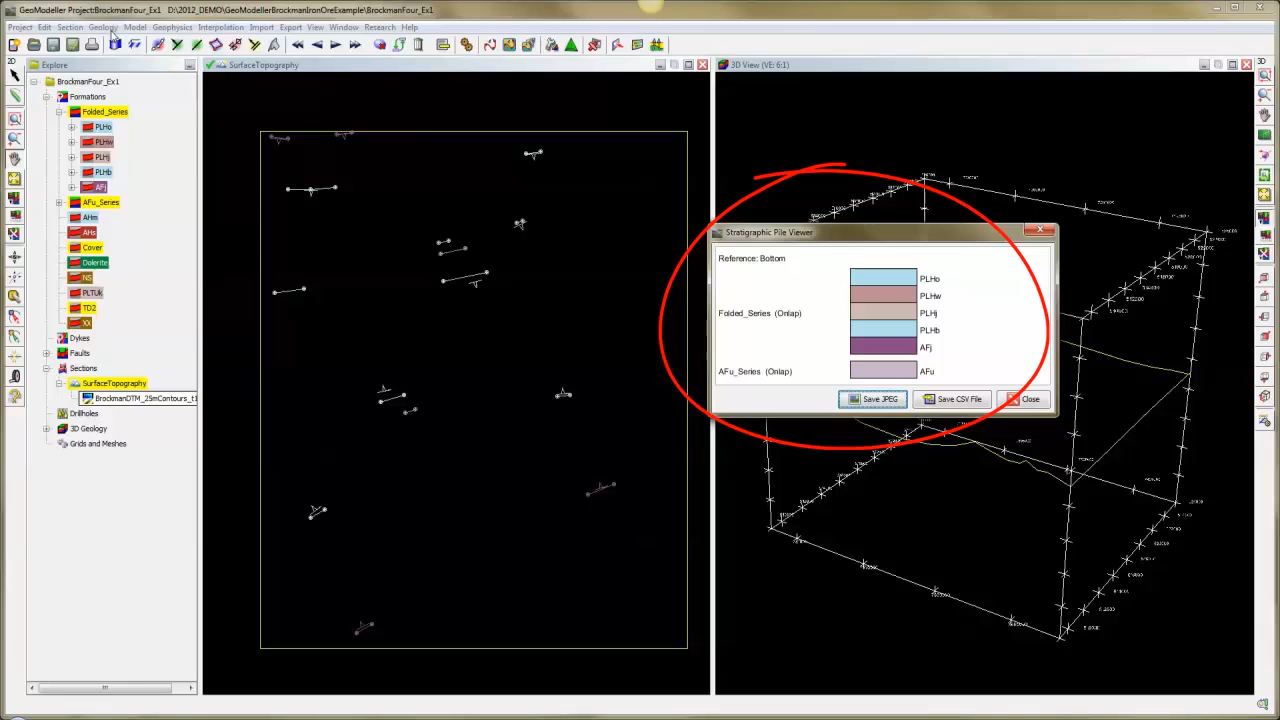 GeoModeller Project:BrockmanFour_Ex1 D:\2012_DEMO\GeoModellerBrockmanIronOreExample\BrockmanFour_Ex1
Project Edit Section Geology Model Geophysics Interpolation Import Export View Window Research Help
2D
Explore
SurfaceTopography
3D View (VE: 6:1)
3D
BrockmanFour_Ex1
Formations
Folded_Series
PLHo
PLHw
PLHj
PLHb
AFj
AFu_Series
AHm
AHs
Cover
Dolerite
NS
PLTUk
TD2
XX
Dykes
Faults
Sections
SurfaceTopography
BrockmanDTM_25mContours_t1
Drillholes
3D Geology
Grids and Meshes
Stratigraphic Pile Viewer
Reference: Bottom
PLHo
PLHw
Folded_Series (Onlap)
PLHj
PLHb
AFj
AFu_Series (Onlap)
AFu
Save JPEG
Save CSV File
Close